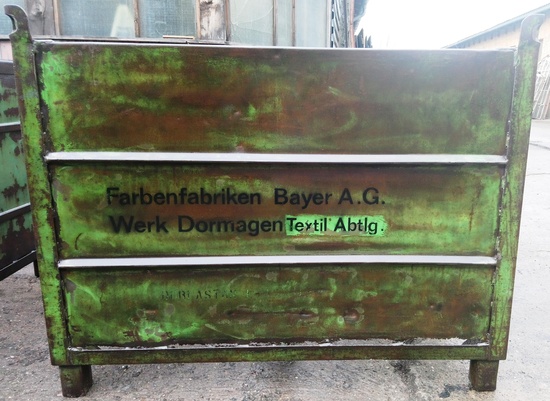 Farbenfabriken Bayer A.G.
Werk Dormagen Textil Abtlg.